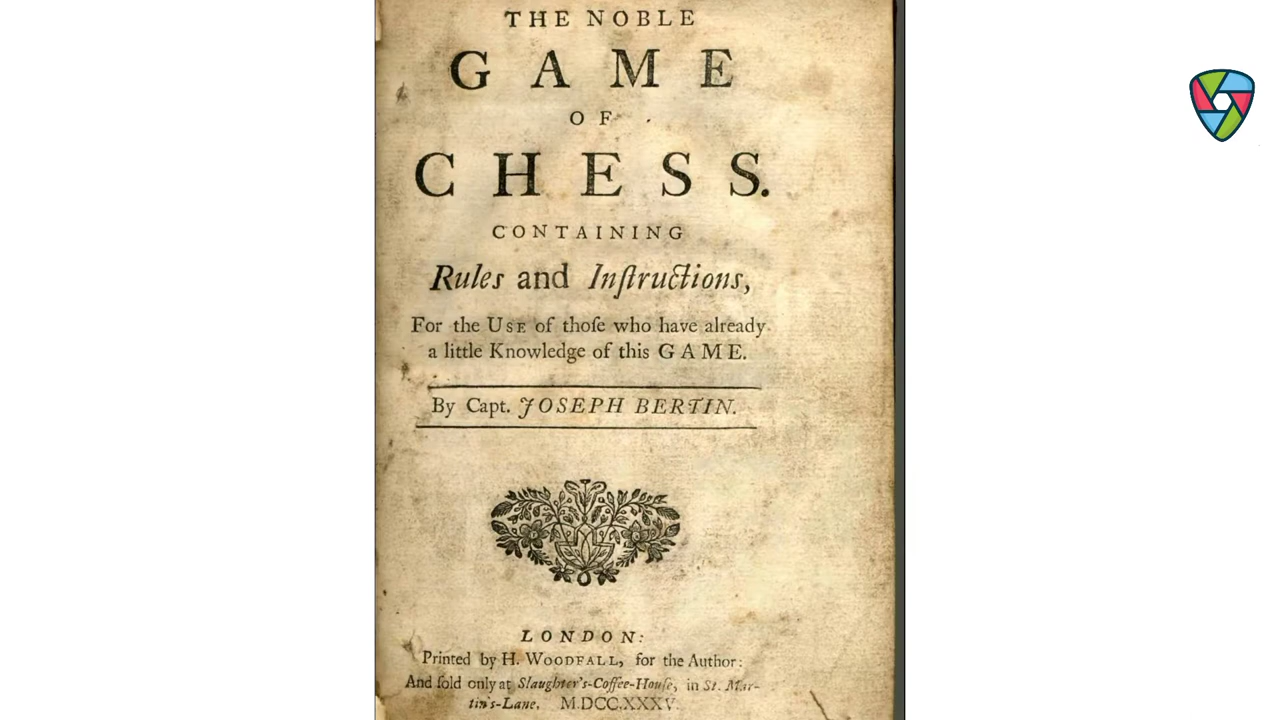 THE NOBLE
GAME
OF
CHESS.
CONTAINING
Rules and Inſtructions,
For the USE of thoſe who have already
a little Knowledge of this GAME.
By Capt. JOSEPH BERTIN.
LONDON:
Printed by H. WOODFALL, for the Author:
And ſold only at Slaughter's-Coffee-Houſe, in St. Mar-
tin's-Lane. M.DCC.XXXV.